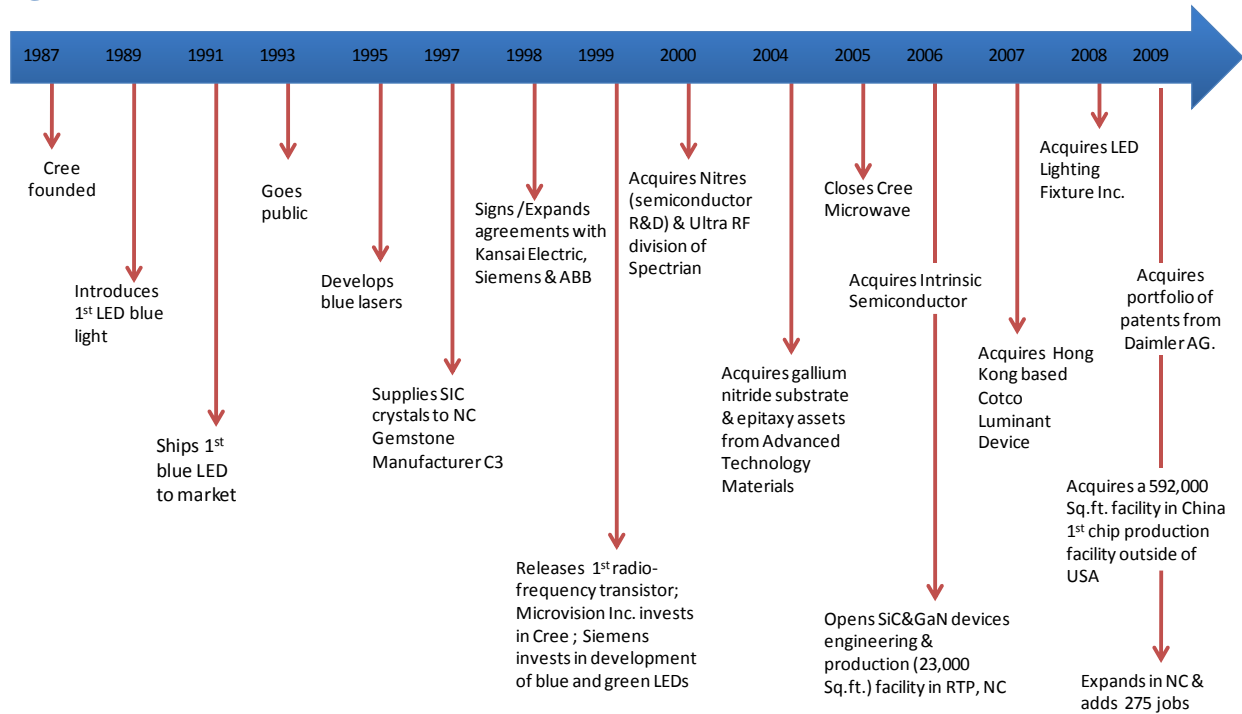 1987 1989 1991 1993 1995 1997 1998 1999 2000 2004 2005 2006 2007 2008 2009
Cree
founded
Introduces
1st LED blue
light
Ships 1st
blue LED
to market
Goes
public
Develops
blue lasers
Supplies SIC
crystals to NC
Gemstone
Manufacturer C3
Signs /Expands
agreements with
Kansai Electric,
Siemens & ABB
Releases 1st radio-
frequency transistor;
Microvision Inc. invests
in Cree ; Siemens
invests in development
of blue and green LEDs
Acquires Nitres
(semiconductor
R&D) & Ultra RF
division of
Spectrian
Acquires gallium
nitride substrate
& epitaxy assets
from Advanced
Technology
Materials
Closes Cree
Microwave
Acquires Intrinsic
Semiconductor
Opens SiC&GaN devices
engineering &
production (23,000
Sq.ft.) facility in RTP, NC
Acquires Hong
Kong based
Cotco
Luminant
Device
Acquires LED
Lighting
Fixture Inc.
Acquires
portfolio of
patents from
Daimler AG.
Acquires a 592,000
Sq.ft. facility in China
1st chip production
facility outside of
USA
Expands in NC &
adds 275 jobs